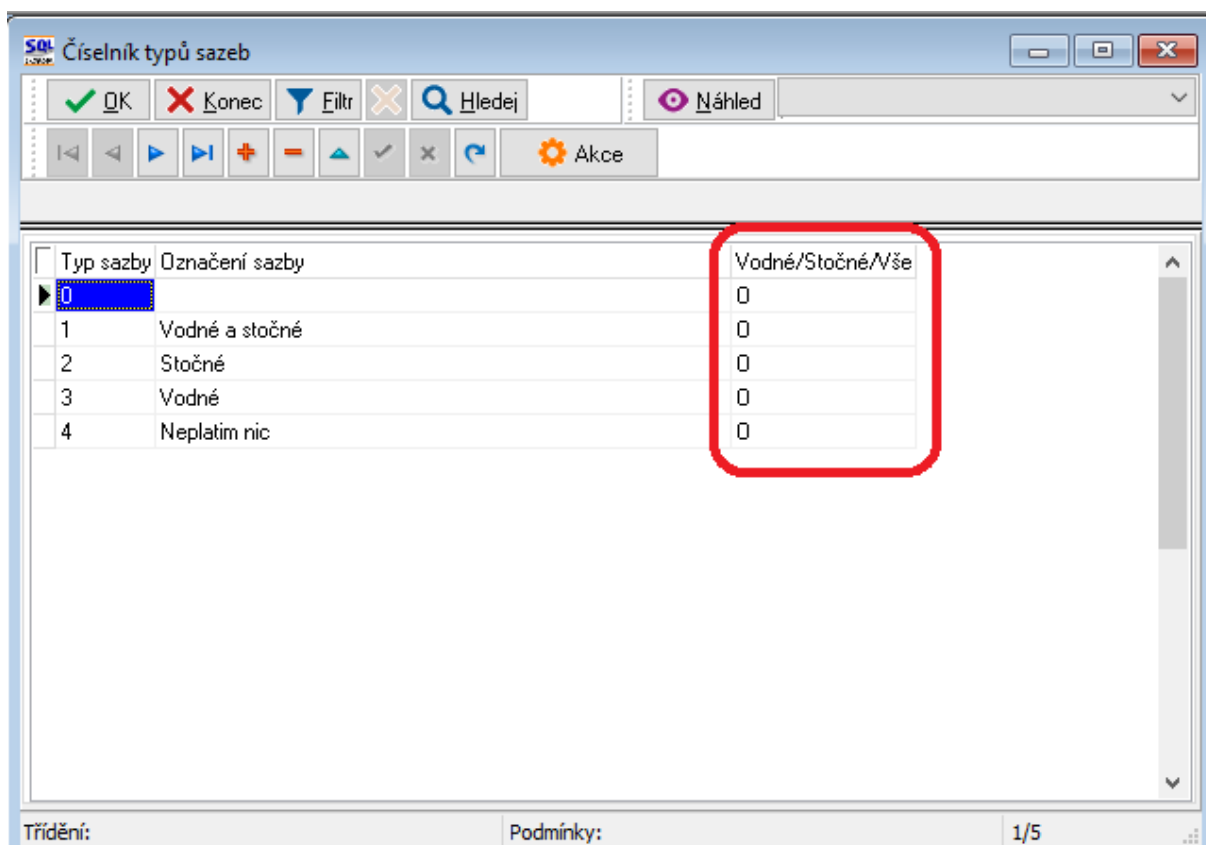 SQL Číselník typů sazeb
OK Konec Filtr Hledej Náhled
Akce
Typ sazby Označení sazby Vodné/Stočné/Vše
0 0
1 Vodné a stočné 0
2 Stočné 0
3 Vodné 0
4 Neplatim nic 0
Třídění: Podmínky: 1/5